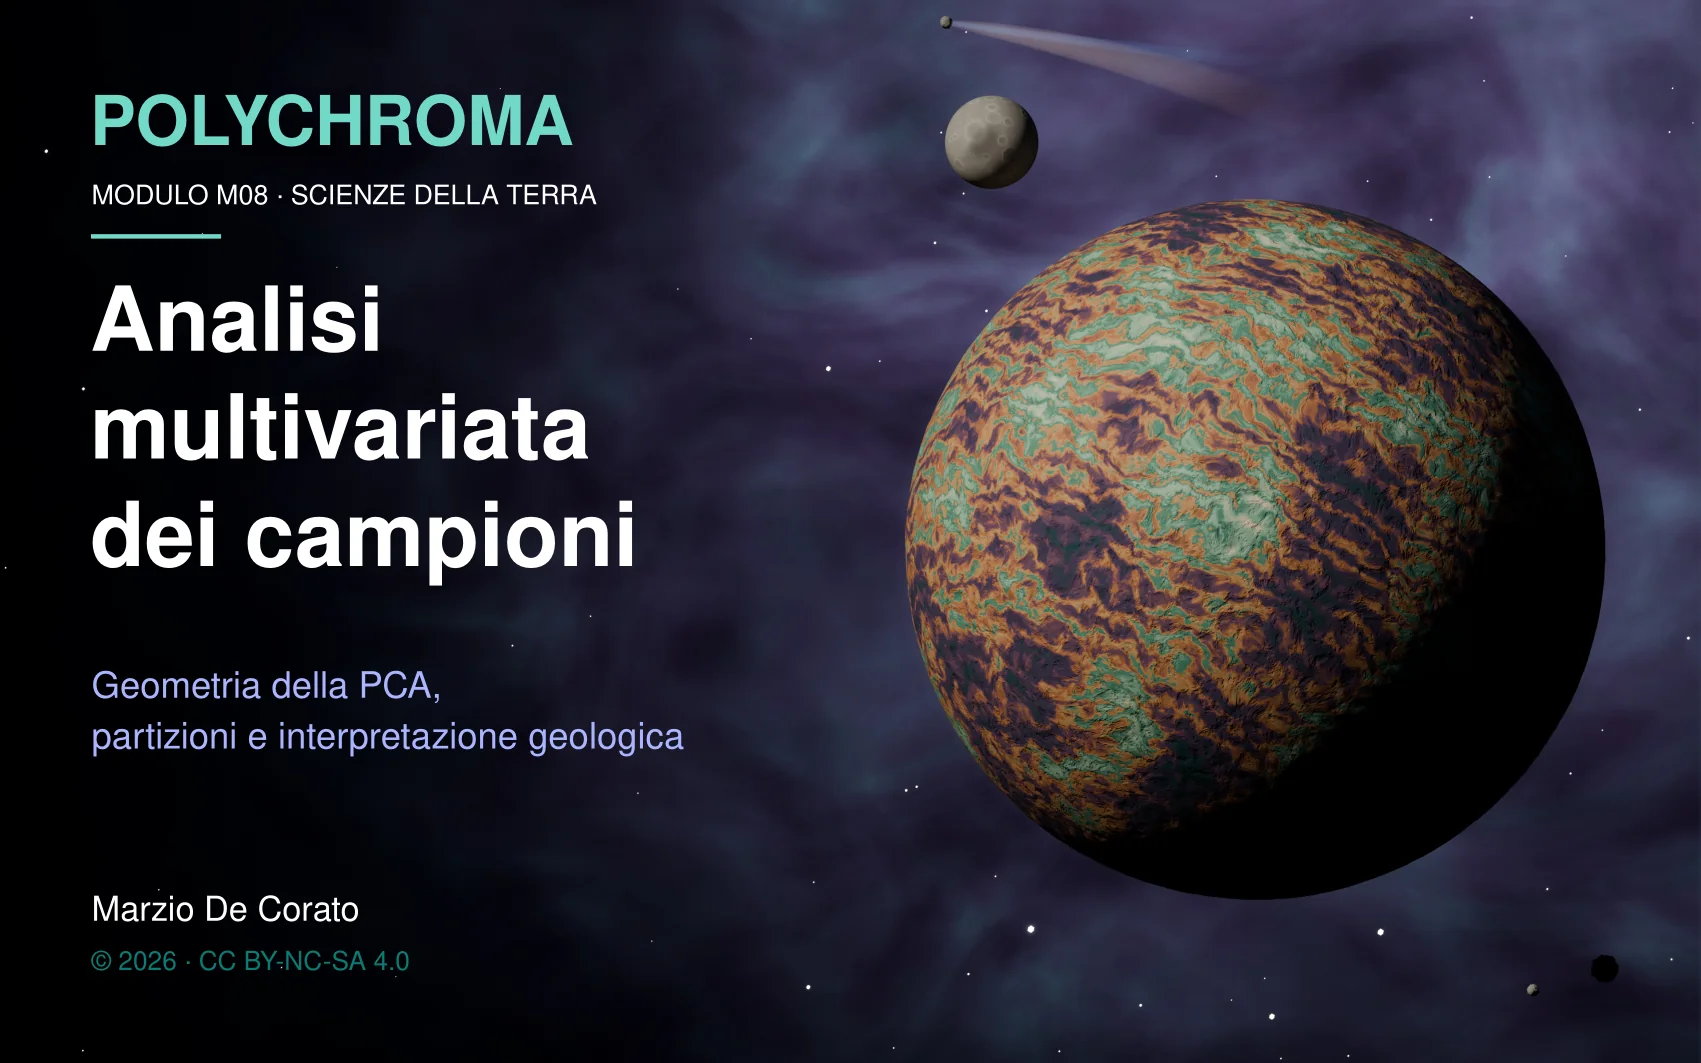 POLYCHROMA
MODULO M08 · SCIENZE DELLA TERRA
Analisi
multivariata
dei campioni
Geometria della PCA,
partizioni e interpretazione geologica
Marzio De Corato
© 2026 · CC BY-NC-SA 4.0